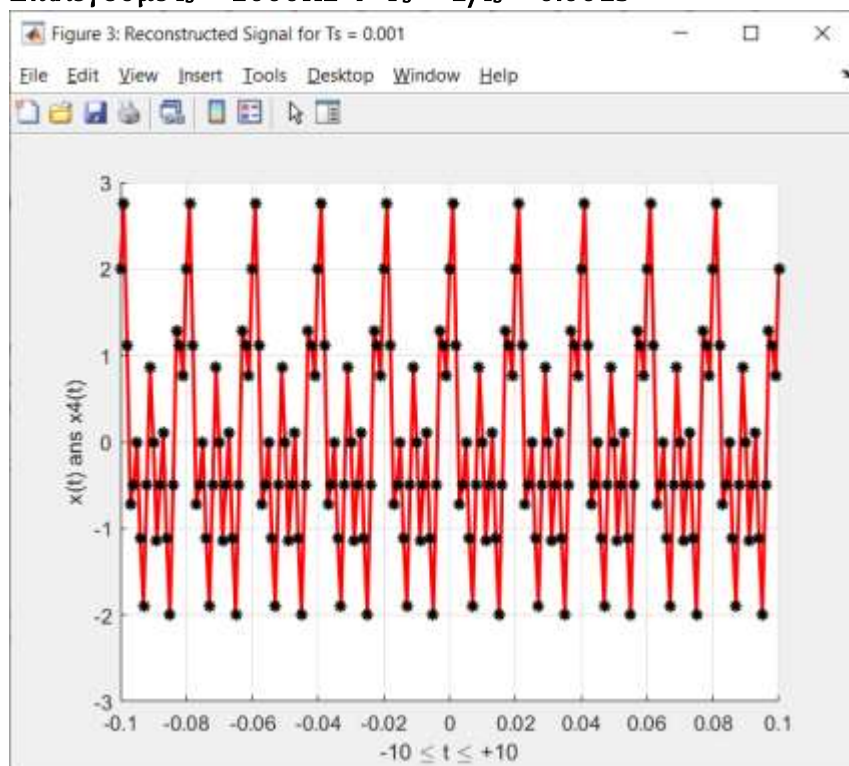 Figure 3: Reconstructed Signal for Ts = 0.001
File Edit View Insert Tools Desktop Window Help
3
2
1
0
-1
-2
-3
x(t) ans x4(t)
-0.1 -0.08 -0.06 -0.04 -0.02 0 0.02 0.04 0.06 0.08 0.1
-10 ≤ t ≤ +10